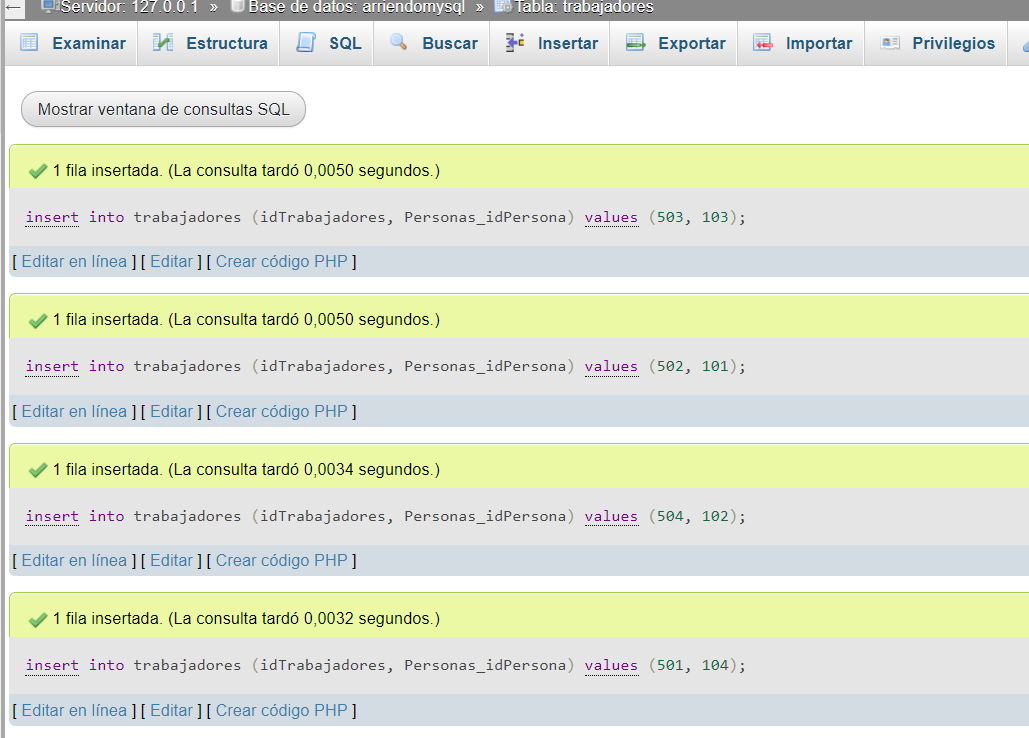 ← Servidor: 127.0.0.1 » Base de datos: arriendomysql » Tabla: trabajadores
Examinar Estructura SQL Buscar Insertar Exportar Importar Privilegios
Mostrar ventana de consultas SQL
1 fila insertada. (La consulta tardó 0,0050 segundos.)
insert into trabajadores (idTrabajadores, Personas_idPersona) values (503, 103);
[ Editar en línea ] [ Editar ] [ Crear código PHP ]
1 fila insertada. (La consulta tardó 0,0050 segundos.)
insert into trabajadores (idTrabajadores, Personas_idPersona) values (502, 101);
[ Editar en línea ] [ Editar ] [ Crear código PHP ]
1 fila insertada. (La consulta tardó 0,0034 segundos.)
insert into trabajadores (idTrabajadores, Personas_idPersona) values (504, 102);
[ Editar en línea ] [ Editar ] [ Crear código PHP ]
1 fila insertada. (La consulta tardó 0,0032 segundos.)
insert into trabajadores (idTrabajadores, Personas_idPersona) values (501, 104);
[ Editar en línea ] [ Editar ] [ Crear código PHP ]